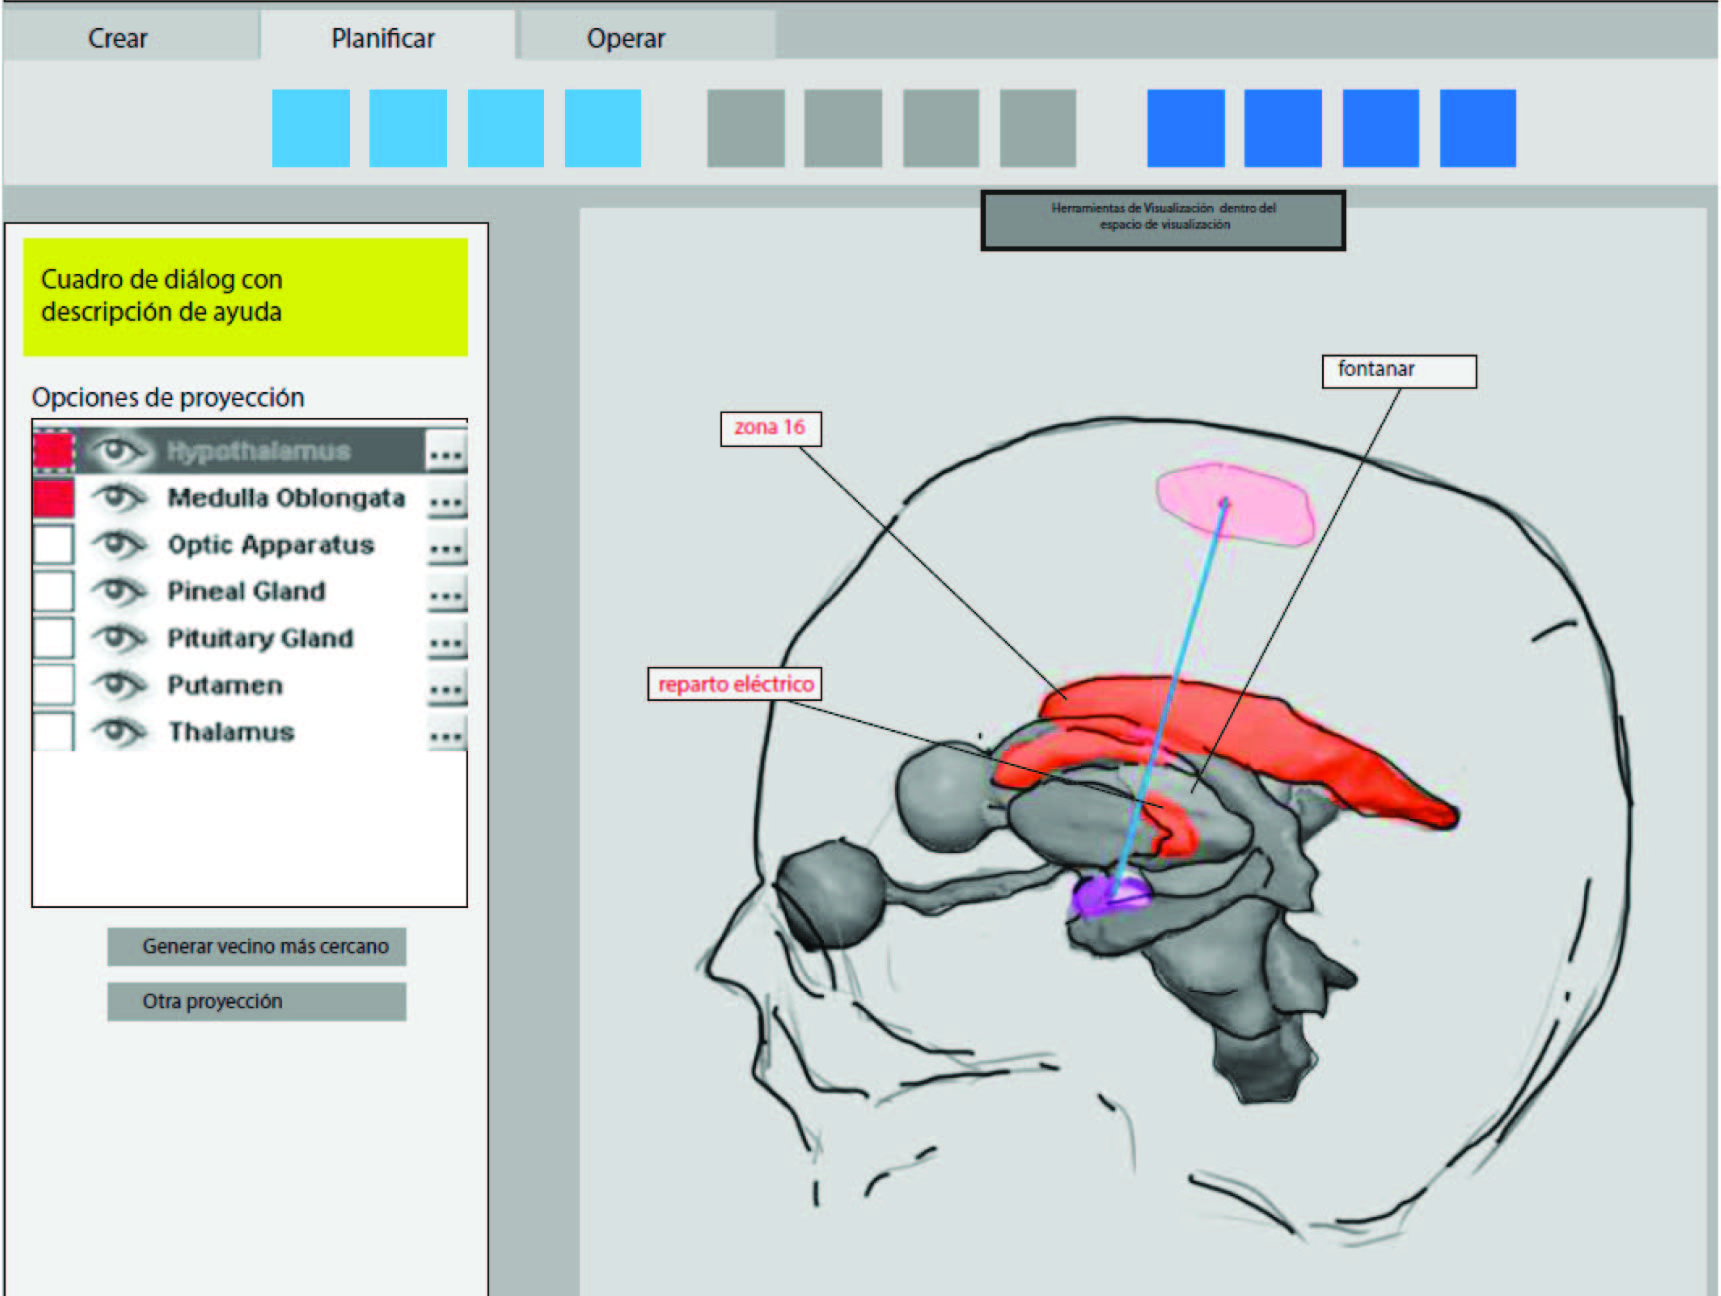 Crear
Planificar
Operar
Herramientas de Visualización dentro del
espacio de visualización
Cuadro de diálog con
descripción de ayuda
Opciones de proyección
Hypothalamus
Medulla Oblongata
Optic Apparatus
Pineal Gland
Pituitary Gland
Putamen
Thalamus
Generar vecino más cercano
Otra proyección
fontanar
zona 16
reparto eléctrico